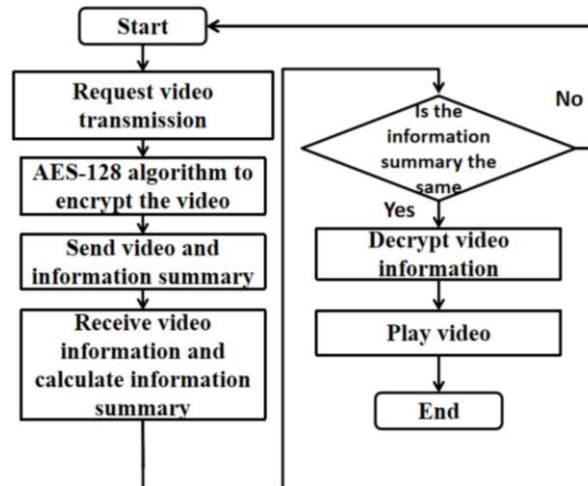 Start
Request video
transmission
AES-128 algorithm to
encrypt the video
Send video and
information summary
Receive video
information and
calculate information
summary
Is the
information
summary the
same
No
Yes
Decrypt video
information
Play video
End